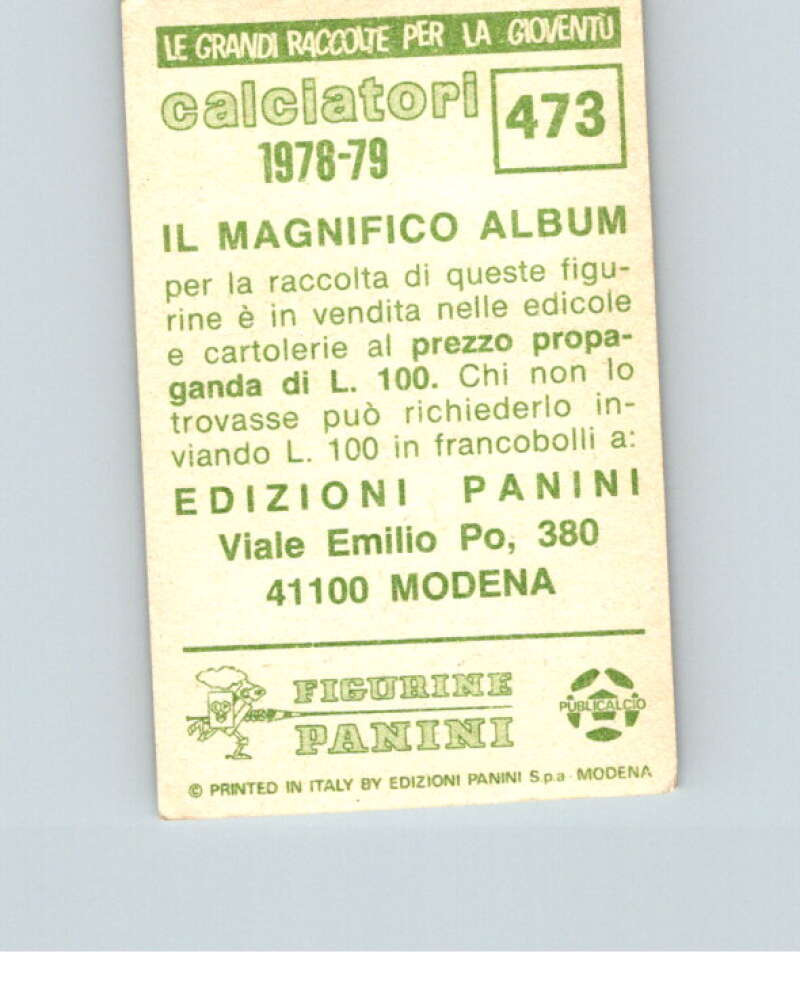 LE GRANDI RACCOLTE PER LA GIOVENTÙ
calciatori
1978-79
473
IL MAGNIFICO ALBUM
per la raccolta di queste figu-
rine è in vendita nelle edicole
e cartolerie al prezzo propa-
ganda di L. 100. Chi non lo
trovasse può richiederlo in-
viando L. 100 in francobolli a:
EDIZIONI PANINI
Viale Emilio Po, 380
41100 MODENA
FIGURINE
PANINI
PUBLICALCIO
© PRINTED IN ITALY BY EDIZIONI PANINI S.p.a - MODENA